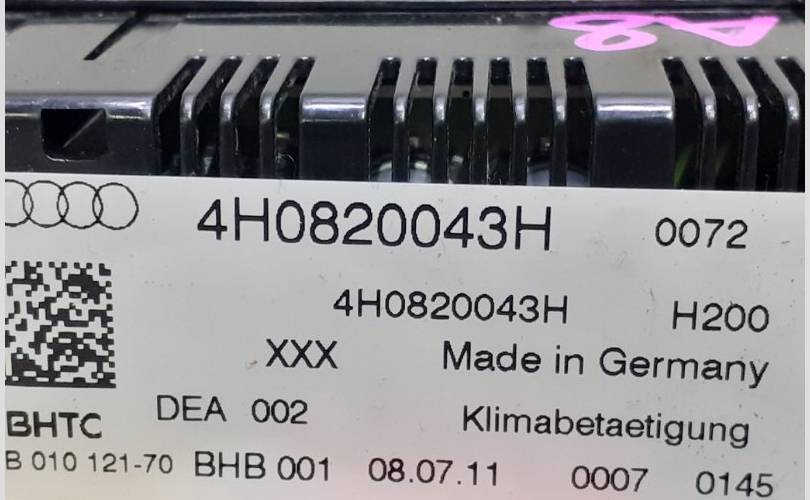 A8
4H0820043H 0072
4H0820043H H200
XXX Made in Germany
DEA 002 Klimabetaetigung
BHTC
B 010 121-70 BHB 001 08.07.11 0007 0145